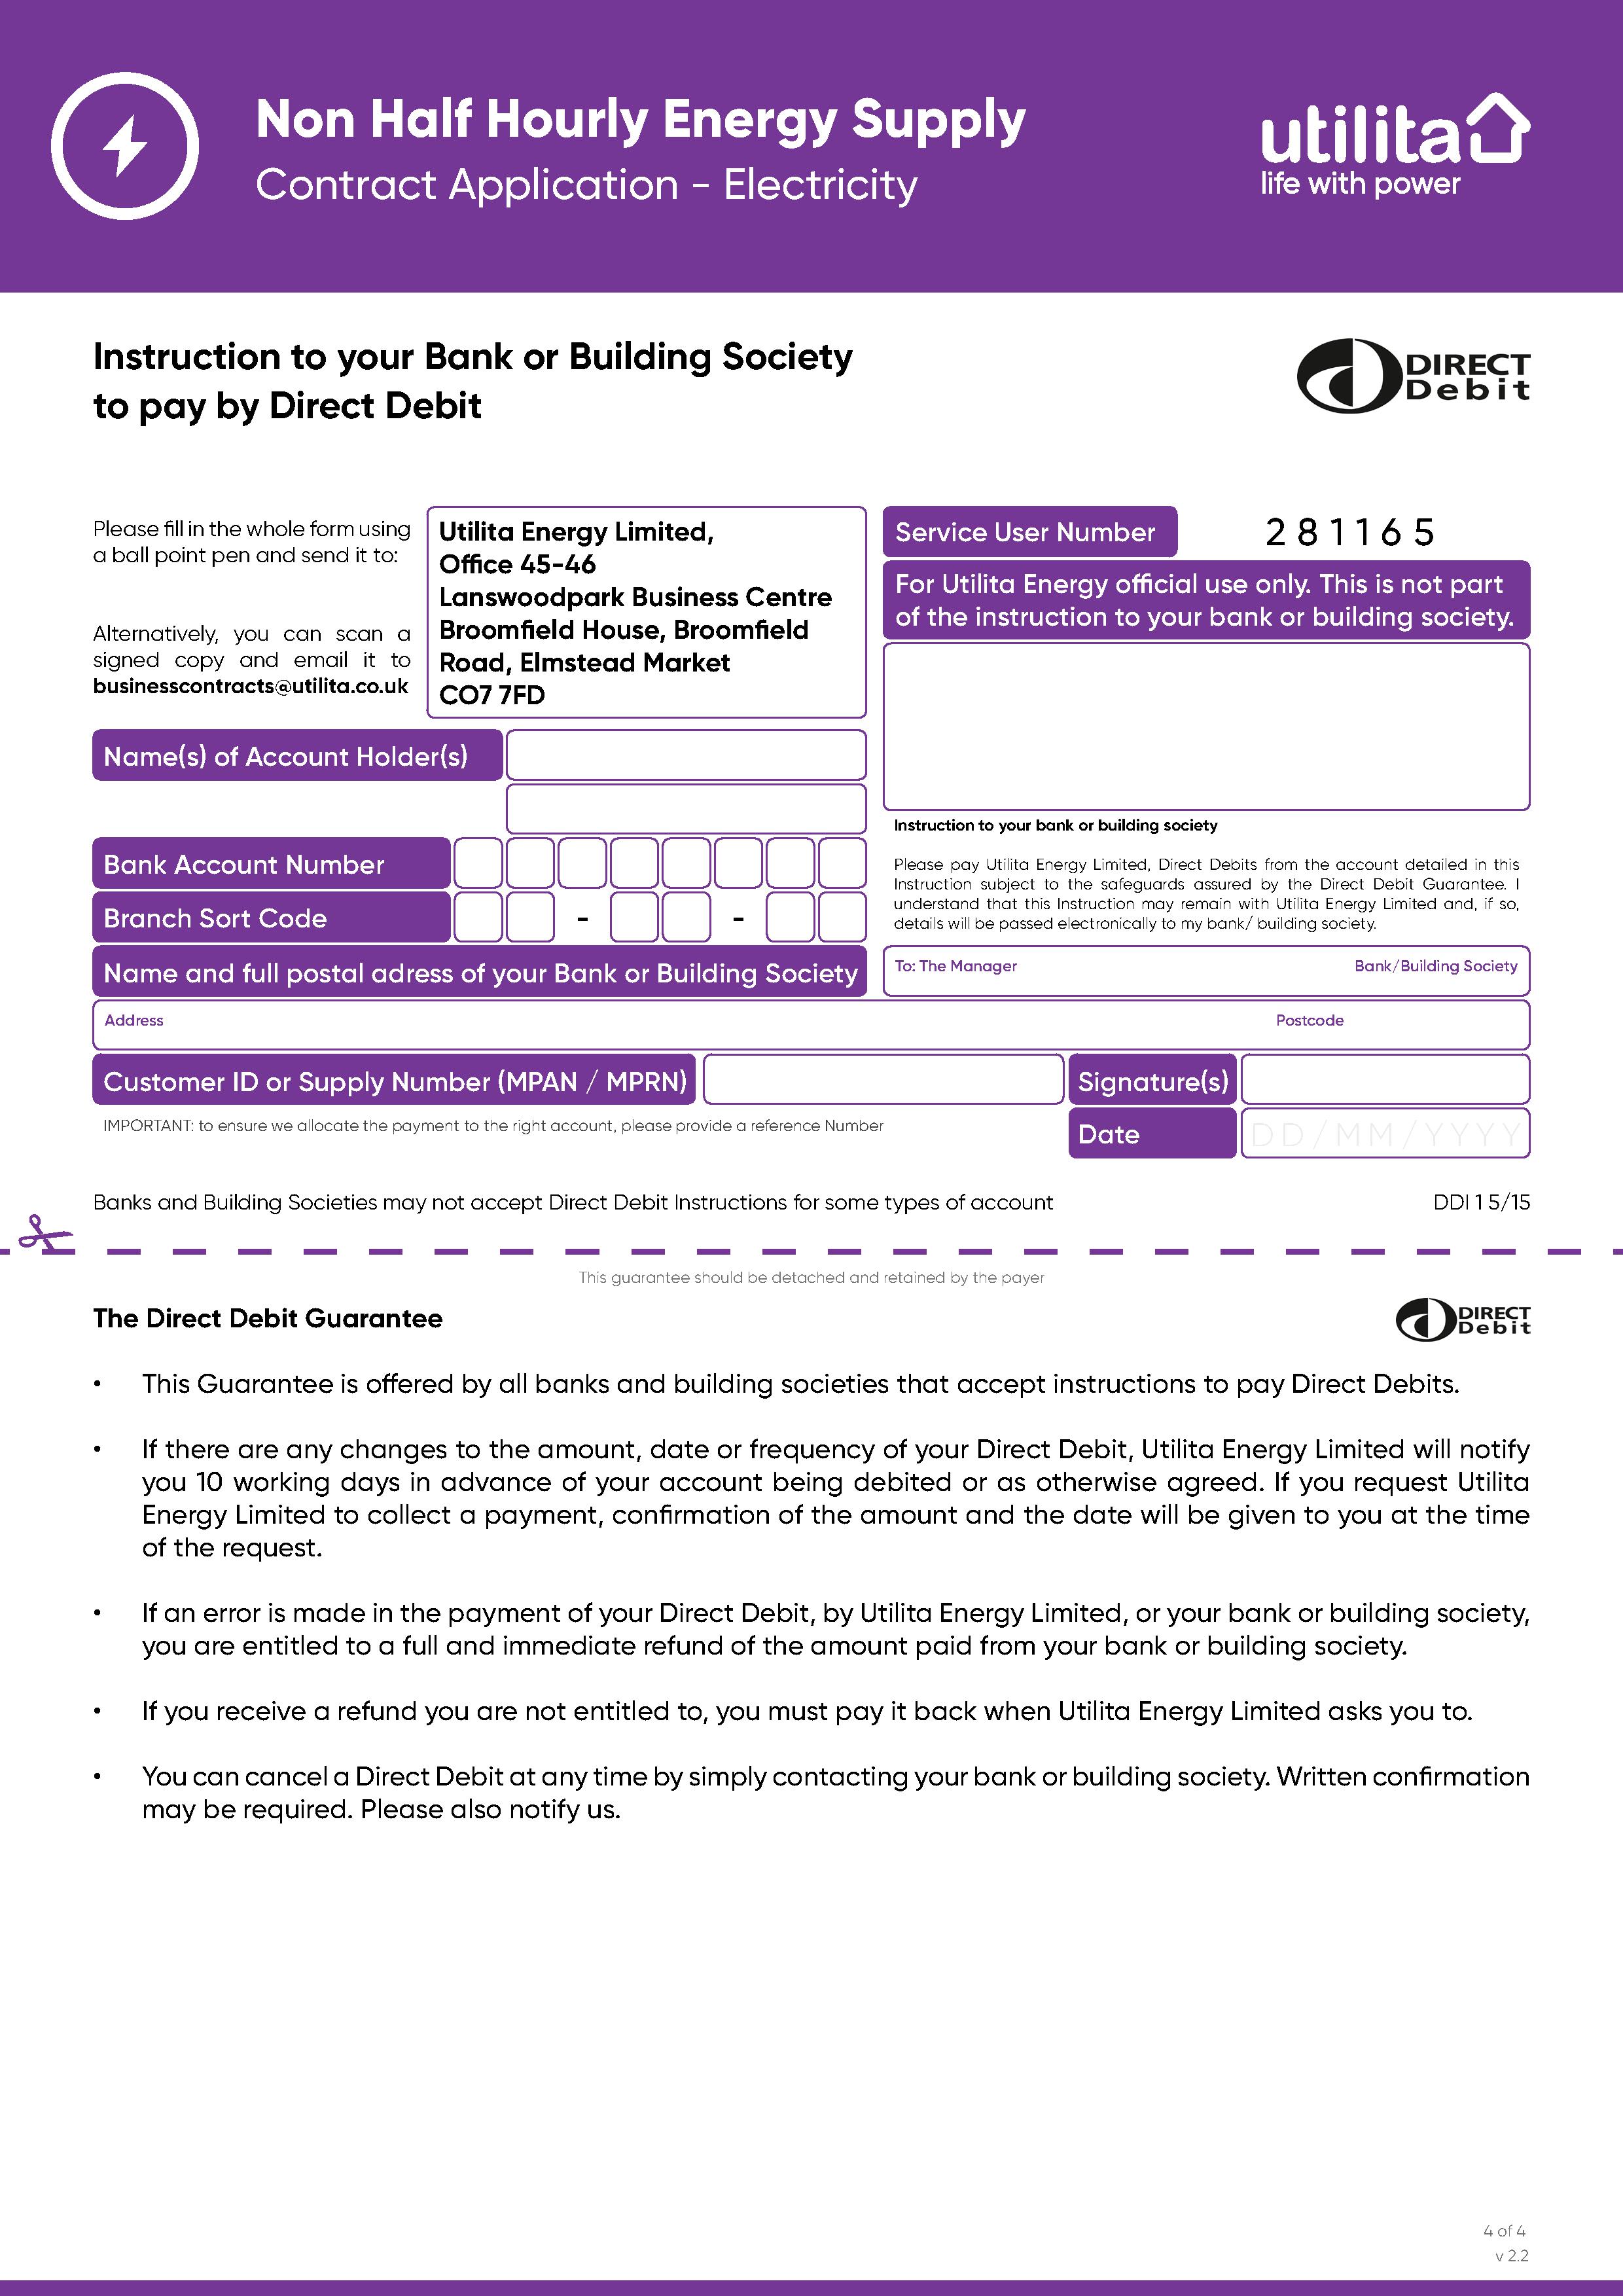 Non Half Hourly Energy Supply
Contract Application - Electricity
utilita
life with power
Instruction to your Bank or Building Society
to pay by Direct Debit
DIRECT
Debit
Please fill in the whole form using
a ball point pen and send it to:
Alternatively, you can scan a
signed copy and email it to
businesscontracts@utilita.co.uk
Utilita Energy Limited,
Office 45-46
Lanswoodpark Business Centre
Broomfield House, Broomfield
Road, Elmstead Market
CO7 7FD
Service User Number
2 8 1 1 6 5
For Utilita Energy official use only. This is not part
of the instruction to your bank or building society.
Name(s) of Account Holder(s)
Bank Account Number
Branch Sort Code
- -
Name and full postal adress of your Bank or Building Society
Instruction to your bank or building society
Please pay Utilita Energy Limited, Direct Debits from the account detailed in this
Instruction subject to the safeguards assured by the Direct Debit Guarantee. I
understand that this Instruction may remain with Utilita Energy Limited and, if so,
details will be passed electronically to my bank/ building society.
To: The Manager
Bank/Building Society
Address
Postcode
Customer ID or Supply Number (MPAN / MPRN)
Signature(s)
IMPORTANT: to ensure we allocate the payment to the right account, please provide a reference Number
Date
DD/MM/YYYY
Banks and Building Societies may not accept Direct Debit Instructions for some types of account
DDI 1 5/15
This guarantee should be detached and retained by the payer
The Direct Debit Guarantee
DIRECT
Debit
• This Guarantee is offered by all banks and building societies that accept instructions to pay Direct Debits.
• If there are any changes to the amount, date or frequency of your Direct Debit, Utilita Energy Limited will notify
you 10 working days in advance of your account being debited or as otherwise agreed. If you request Utilita
Energy Limited to collect a payment, confirmation of the amount and the date will be given to you at the time
of the request.
• If an error is made in the payment of your Direct Debit, by Utilita Energy Limited, or your bank or building society,
you are entitled to a full and immediate refund of the amount paid from your bank or building society.
• If you receive a refund you are not entitled to, you must pay it back when Utilita Energy Limited asks you to.
• You can cancel a Direct Debit at any time by simply contacting your bank or building society. Written confirmation
may be required. Please also notify us.
4 of 4
v 2.2